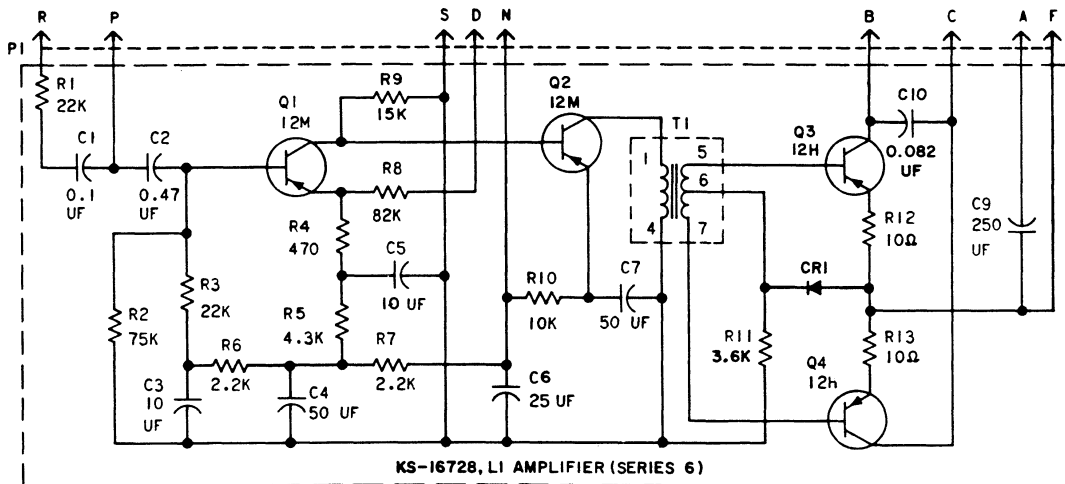 R P S D N B C A F
P1
R1
22K
C1
0.1
UF
C2
0.47
UF
Q1
12M
R9
15K
R8
82K
R4
470
C5
10 UF
R3
22K
R2
75K
R5
4.3K
R6
2.2K
R7
2.2K
C3
10
UF
C4
50 UF
C6
25 UF
Q2
12M
R10
10K
C7
50 UF
T1
1
4
5
6
7
Q3
12H
C10
0.082
UF
R12
10Ω
C9
250
UF
CR1
R11
3.6K
R13
10Ω
Q4
12h
KS-16728, L1 AMPLIFIER (SERIES 6)